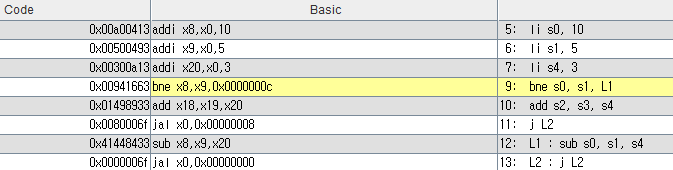 Code Basic
0x00a00413 addi x8,x0,10 5: li s0, 10
0x00500493 addi x9,x0,5 6: li s1, 5
0x00300a13 addi x20,x0,3 7: li s4, 3
0x00941663 bne x8,x9,0x0000000c 9: bne s0, s1, L1
0x01498933 add x18,x19,x20 10: add s2, s3, s4
0x0080006f jal x0,0x00000008 11: j L2
0x41448433 sub x8,x9,x20 12: L1 : sub s0, s1, s4
0x0000006f jal x0,0x00000000 13: L2 : j L2